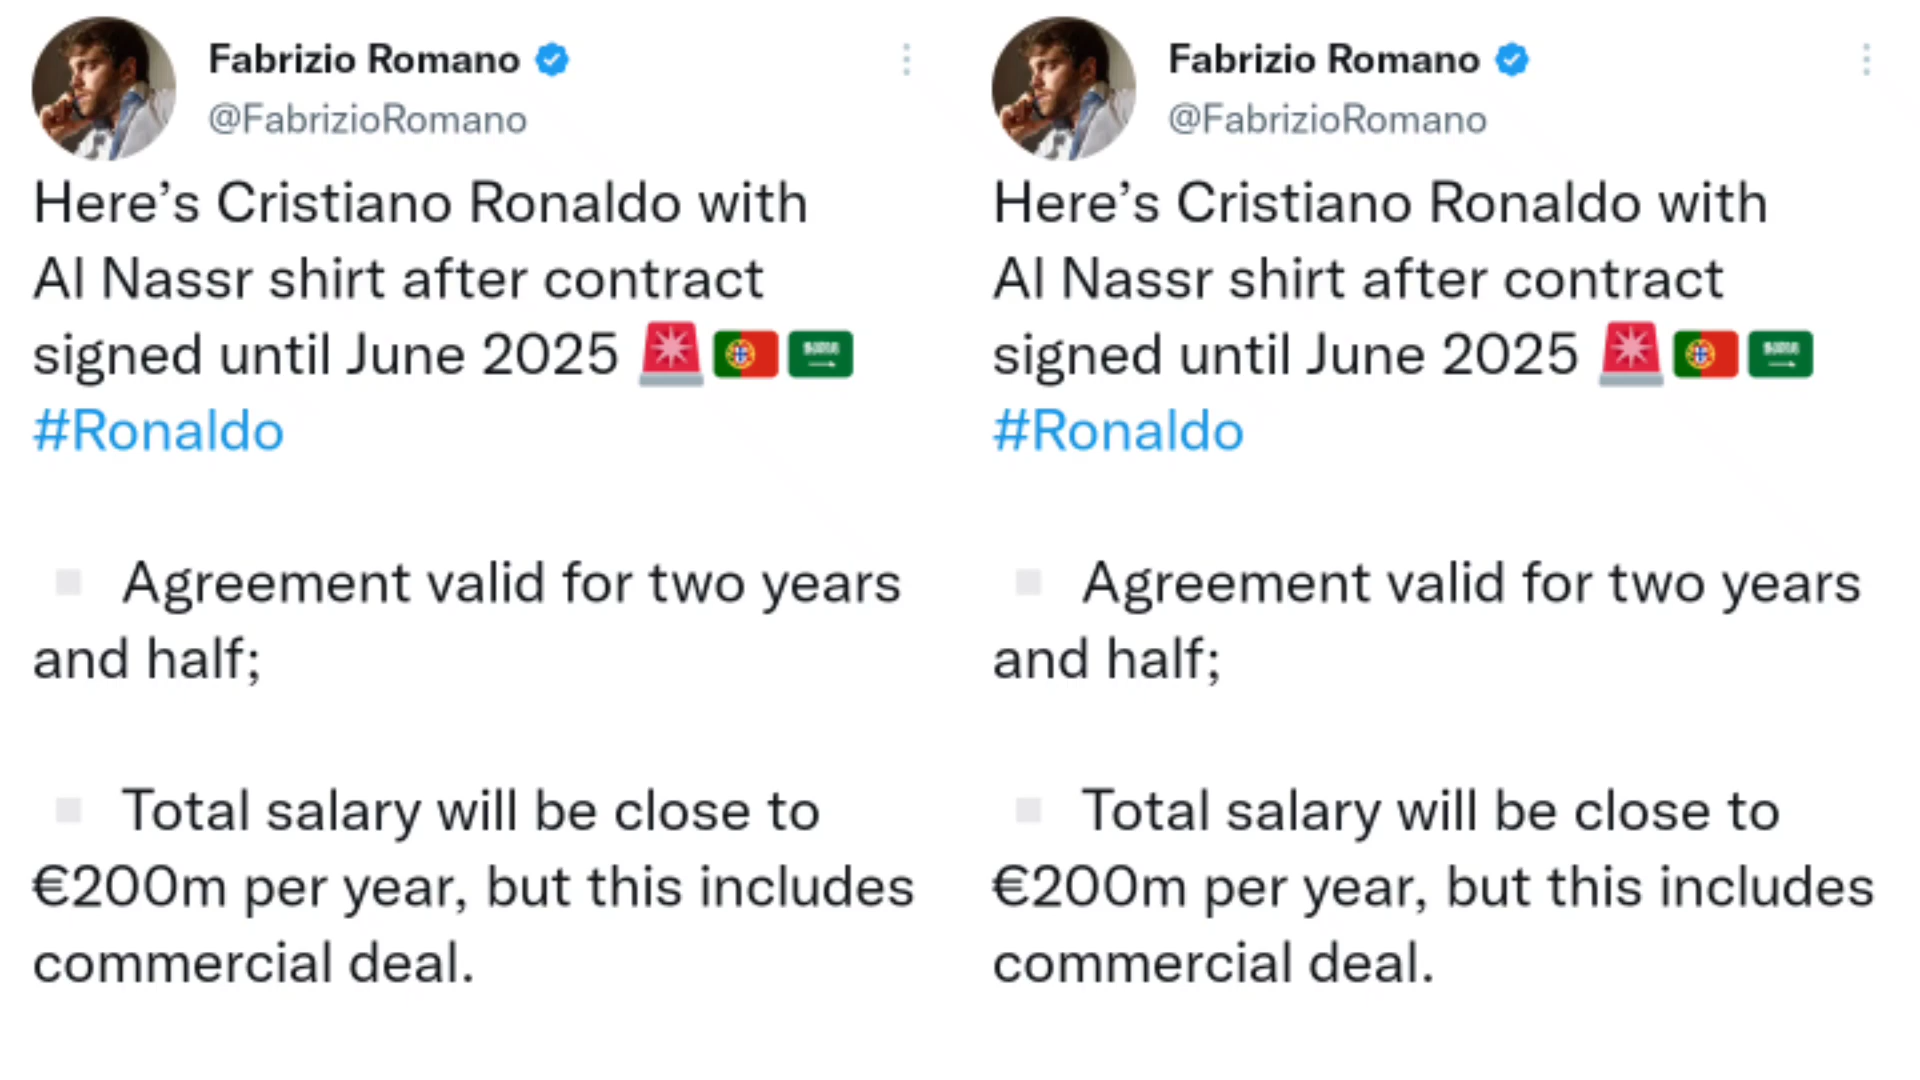 Fabrizio Romano
@FabrizioRomano
Here’s Cristiano Ronaldo with
Al Nassr shirt after contract
signed until June 2025 🚨🇵🇹🇸🇦
#Ronaldo
▫️ Agreement valid for two years
and half;
▫️ Total salary will be close to
€200m per year, but this includes
commercial deal.
Fabrizio Romano
@FabrizioRomano
Here’s Cristiano Ronaldo with
Al Nassr shirt after contract
signed until June 2025 🚨🇵🇹🇸🇦
#Ronaldo
▫️ Agreement valid for two years
and half;
▫️ Total salary will be close to
€200m per year, but this includes
commercial deal.